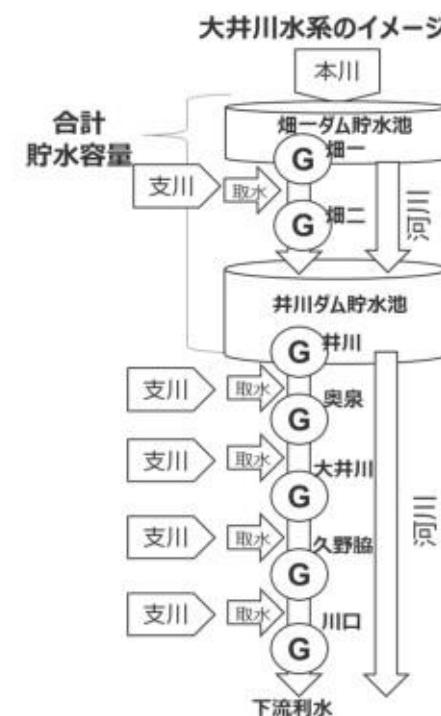 大井川水系のイメージ
本川
合計
貯水容量
畑一ダム貯水池
G
畑一
支川
取水
河川
G
畑二
井川ダム貯水池
G
井川
支川
取水
G
奥泉
支川
取水
大井川
G
河川
支川
取水
久野脇
G
支川
取水
川口
G
下流利水